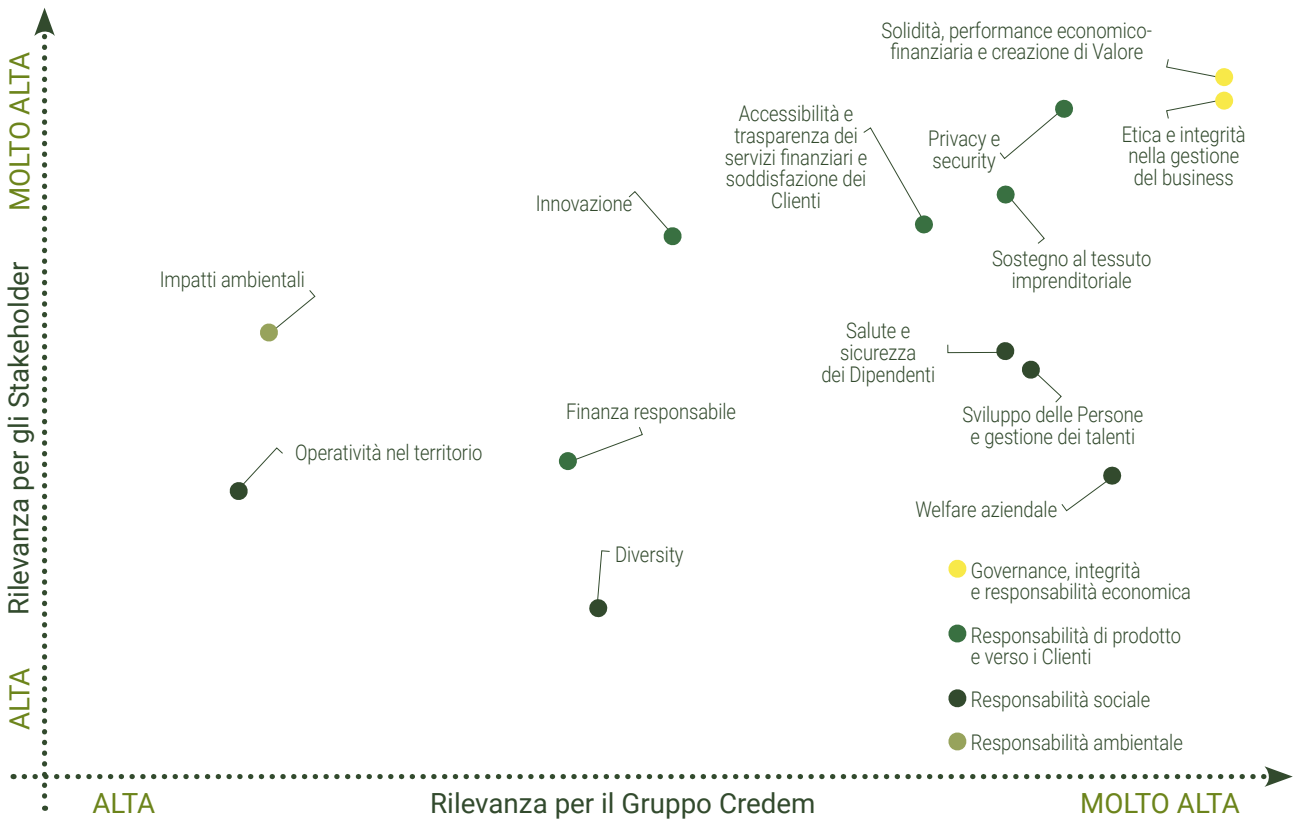 Solidità, performance economico-
finanziaria e creazione di Valore
MOLTO ALTA
Accessibilità e
trasparenza dei
servizi finanziari e
soddisfazione dei
Clienti
Privacy e
security
Etica e integrità
nella gestione
del business
Innovazione
Sostegno al tessuto
imprenditoriale
Impatti ambientali
Rilevanza per gli Stakeholder
Salute e
sicurezza
dei Dipendenti
Finanza responsabile
Sviluppo delle Persone
e gestione dei talenti
Operatività nel territorio
Welfare aziendale
Diversity
Governance, integrità
e responsabilità economica
Responsabilità di prodotto
e verso i Clienti
Responsabilità sociale
Responsabilità ambientale
ALTA
ALTA
Rilevanza per il Gruppo Credem
MOLTO ALTA